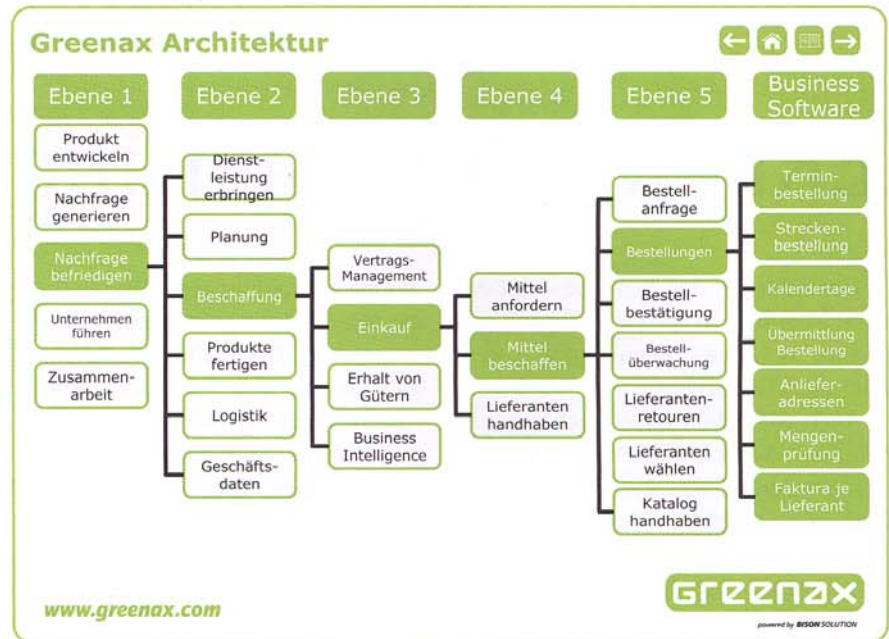 Greenax Architektur
Ebene 1
Ebene 2
Ebene 3
Ebene 4
Ebene 5
Business
Software
Produkt
entwickeln
Nachfrage
generieren
Nachfrage
befriedigen
Unternehmen
führen
Zusammen-
arbeit
Dienst-
leistung
erbringen
Planung
Beschaffung
Produkte
fertigen
Logistik
Geschäfts-
daten
Vertrags-
Management
Einkauf
Erhalt von
Gütern
Business
Intelligence
Mittel
anfordern
Mittel
beschaffen
Lieferanten
handhaben
Bestell-
anfrage
Bestellungen
Bestell-
bestätigung
Bestell-
überwachung
Lieferanten-
retouren
Lieferanten
wählen
Katalog
handhaben
Termin-
bestellung
Strecken-
bestellung
Kalendertage
Übermittlung
Bestellung
Anliefer-
adressen
Mengen-
prüfung
Faktura je
Lieferant
www.greenax.com
Greenax
powered by BISON SOLUTION